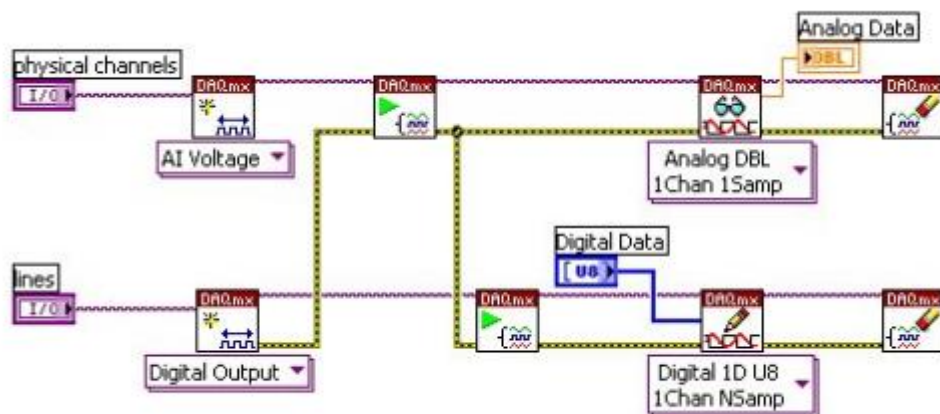 Analog Data
DBL
physical channels
I/O
DAQmx
DAQmx
DAQmx
DAQmx
AI Voltage
Analog DBL
1Chan 1Samp
Digital Data
U8
lines
I/O
DAQmx
DAQmx
DAQmx
DAQmx
Digital Output
Digital 1D U8
1Chan NSamp